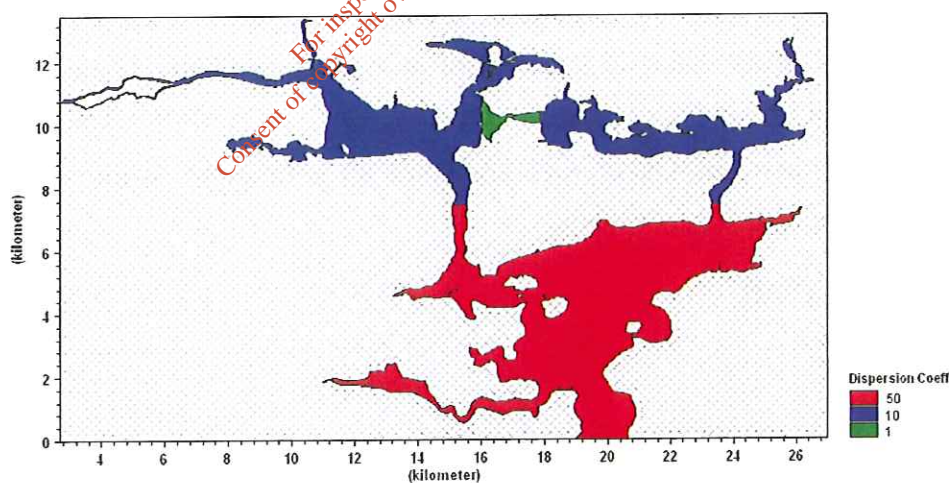 For insp
Consent of copyright o
12
10
8
6
4
2
0
(kilometer)
4 6 8 10 12 14 16 18 20 22 24 26
(kilometer)
Dispersion Coeff
50
10
1